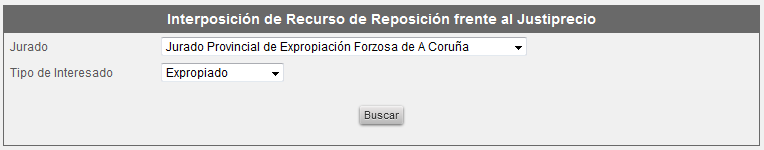 Interposición de Recurso de Reposición frente al Justiprecio
Jurado Jurado Provincial de Expropiación Forzosa de A Coruña
Tipo de Interesado Expropiado
Buscar